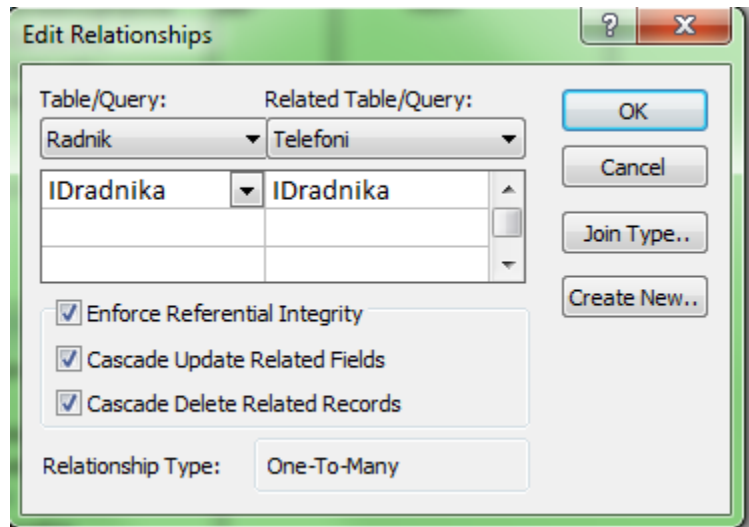 Edit Relationships
Table/Query: Related Table/Query:
Radnik Telefoni
IDradnika IDradnika
OK
Cancel
Join Type..
Create New..
Enforce Referential Integrity
Cascade Update Related Fields
Cascade Delete Related Records
Relationship Type: One-To-Many